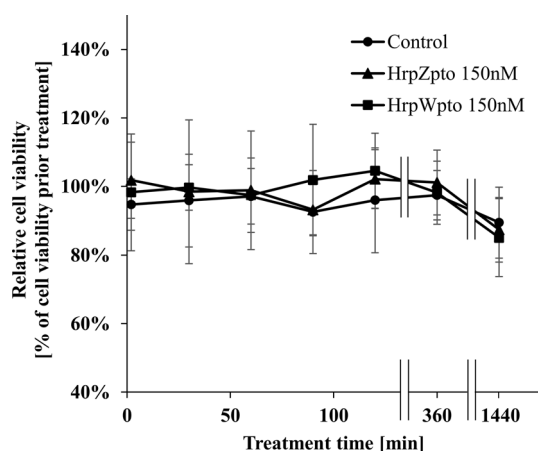 140%
120%
100%
80%
60%
40%
Relative cell viability
[% of cell viability prior treatment]
Control
HrpZpto 150nM
HrpWpto 150nM
0
50
100
360
1440
Treatment time [min]